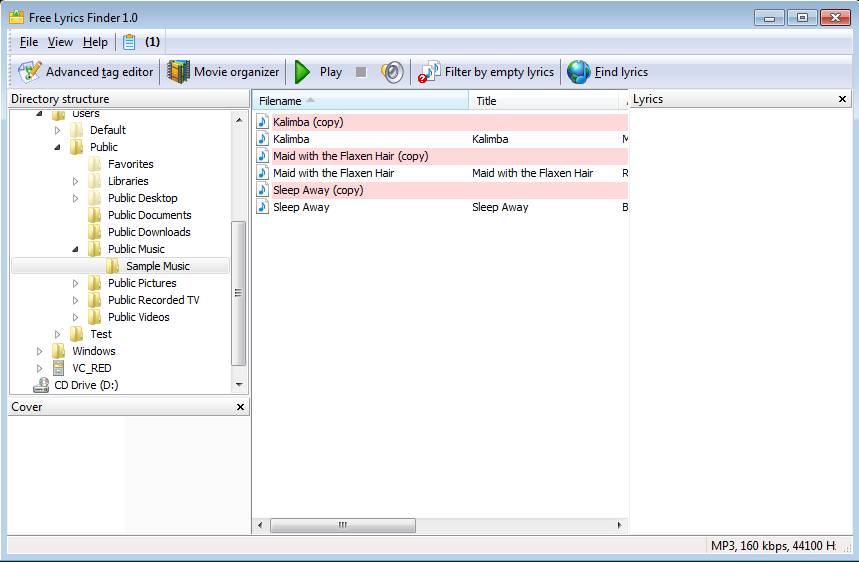 Free Lyrics Finder 1.0
File View Help (1)
Advanced tag editor Movie organizer Play Filter by empty lyrics Find lyrics
Directory structure
Users
Default
Public
Favorites
Libraries
Public Desktop
Public Documents
Public Downloads
Public Music
Sample Music
Public Pictures
Public Recorded TV
Public Videos
Test
Windows
VC_RED
CD Drive (D:)
Cover
Filename Title
Kalimba (copy)
Kalimba Kalimba M
Maid with the Flaxen Hair (copy)
Maid with the Flaxen Hair Maid with the Flaxen Hair R
Sleep Away (copy)
Sleep Away Sleep Away B
Lyrics
MP3, 160 kbps, 44100 H